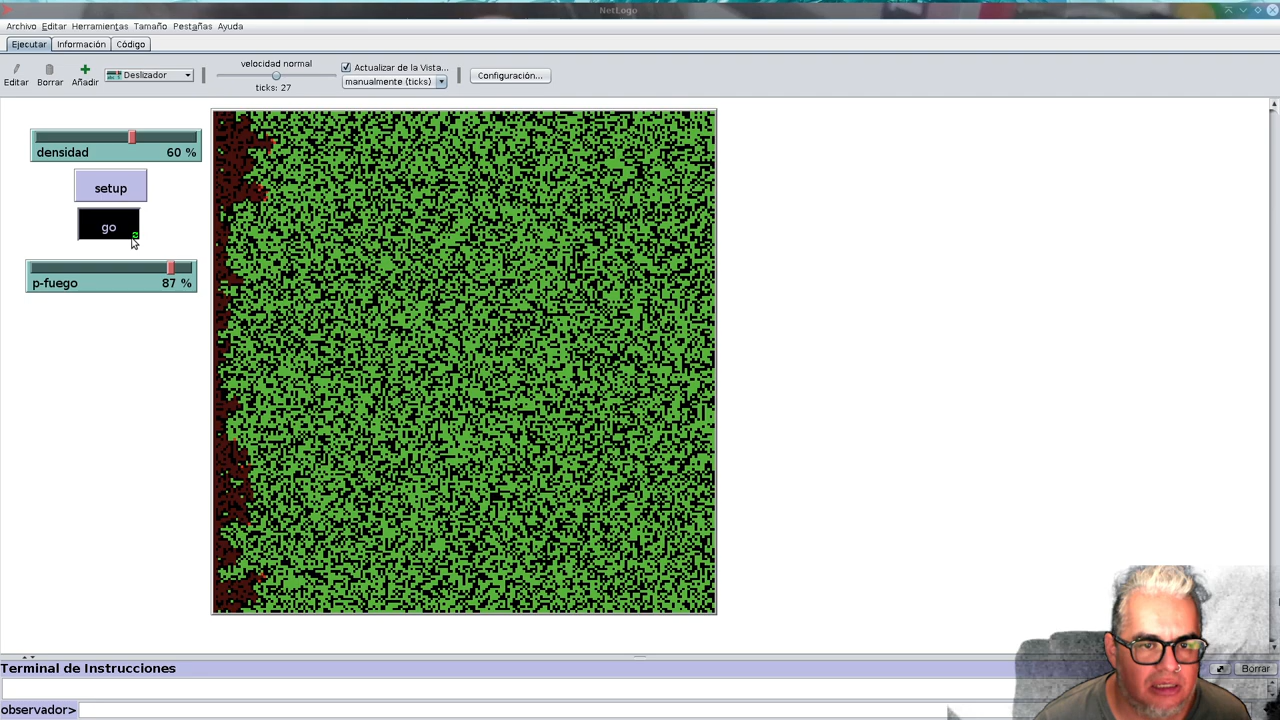 NetLogo
Archivo Editar Herramientas Tamaño Pestañas Ayuda
Ejecutar Información Código
Editar Borrar Añadir Deslizador
velocidad normal
ticks: 27
Actualizar de la Vista...
manualmente (ticks)
Configuración...
densidad 60 %
setup
go
p-fuego 87 %
Terminal de Instrucciones
Borrar
observador>